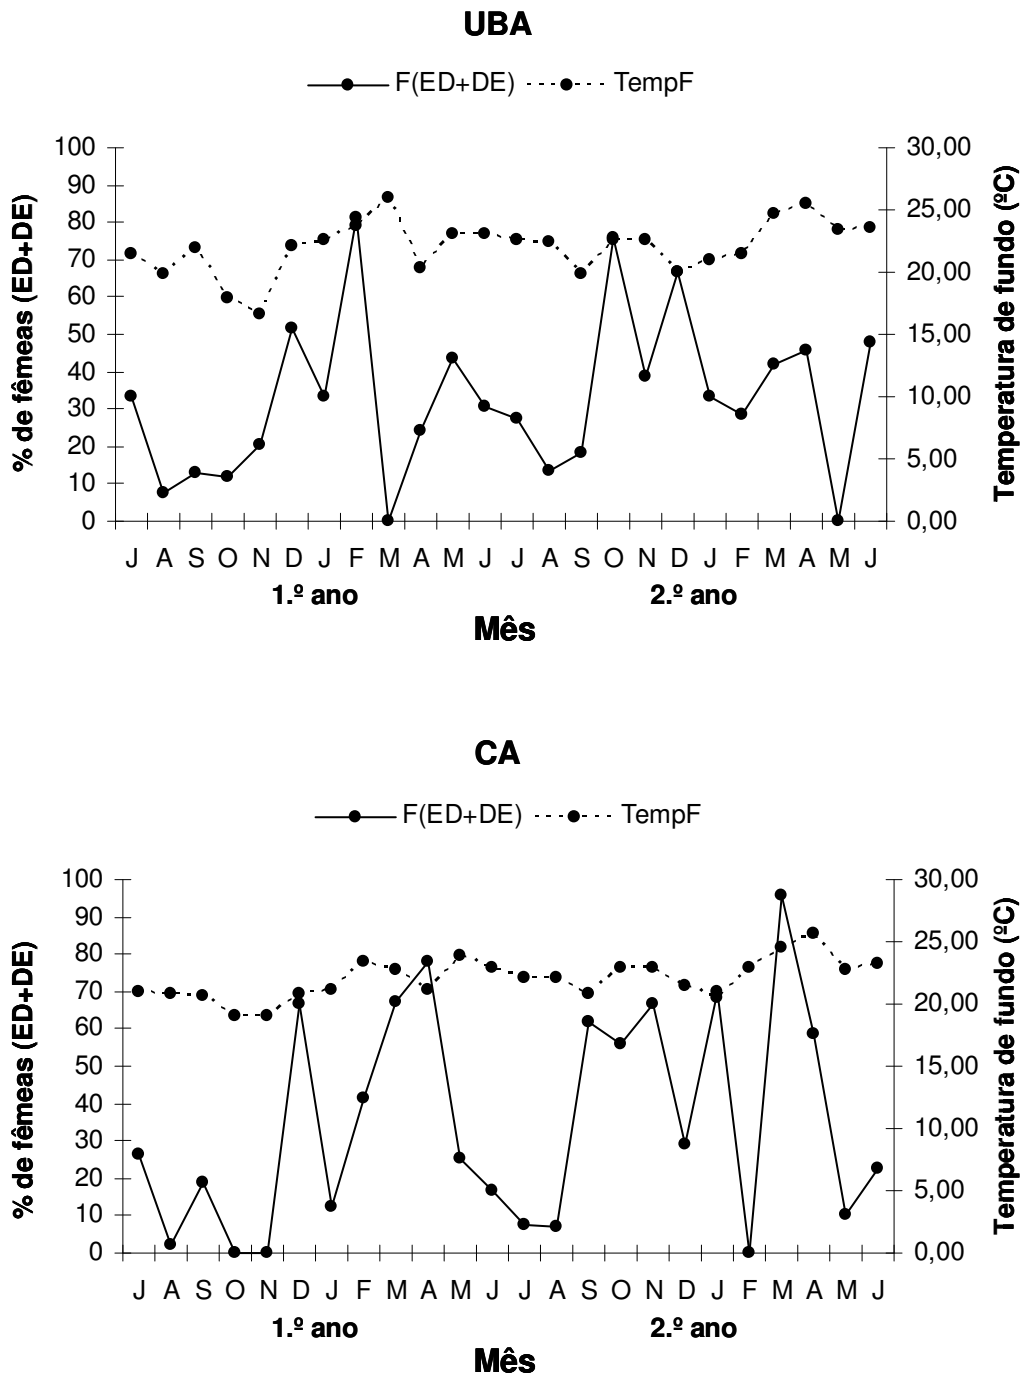 UBA
F(ED+DE) TempF
% de fêmeas (ED+DE)
100
90
80
70
60
50
40
30
20
10
0
30,00
25,00
20,00
15,00
10,00
5,00
0,00
Temperatura de fundo (ºC)
J A S O N D J F M A M J J A S O N D J F M A M J
1.º ano 2.º ano
Mês
CA
F(ED+DE) TempF
% de fêmeas (ED+DE)
100
90
80
70
60
50
40
30
20
10
0
30,00
25,00
20,00
15,00
10,00
5,00
0,00
Temperatura de fundo (ºC)
J A S O N D J F M A M J J A S O N D J F M A M J
1.º ano 2.º ano
Mês